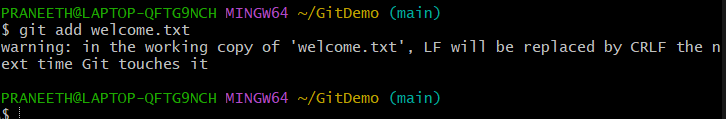 PRANEETH@LAPTOP-QFTG9NCH MINGW64 ~/GitDemo (main)
$ git add welcome.txt
warning: in the working copy of 'welcome.txt', LF will be replaced by CRLF the n
ext time Git touches it
PRANEETH@LAPTOP-QFTG9NCH MINGW64 ~/GitDemo (main)
$